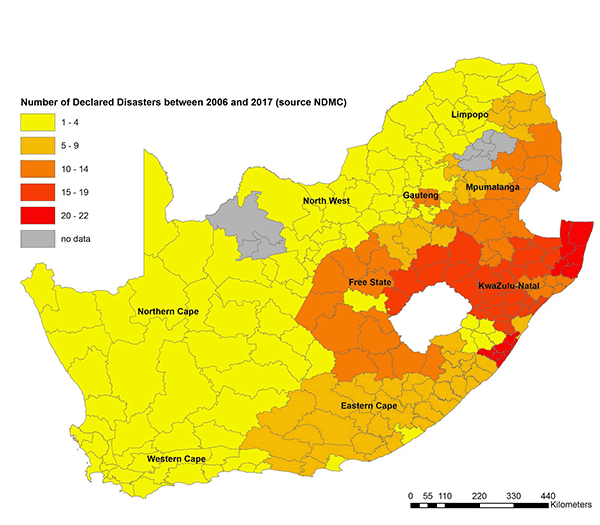 Number of Declared Disasters between 2006 and 2017 (source NDMC)
1 - 4
5 - 9
10 - 14
15 - 19
20 - 22
no data
Limpopo
Mpumalanga
Gauteng
North West
Free State
KwaZulu-Natal
Northern Cape
Eastern Cape
Western Cape
0 55 110 220 330 440
Kilometers